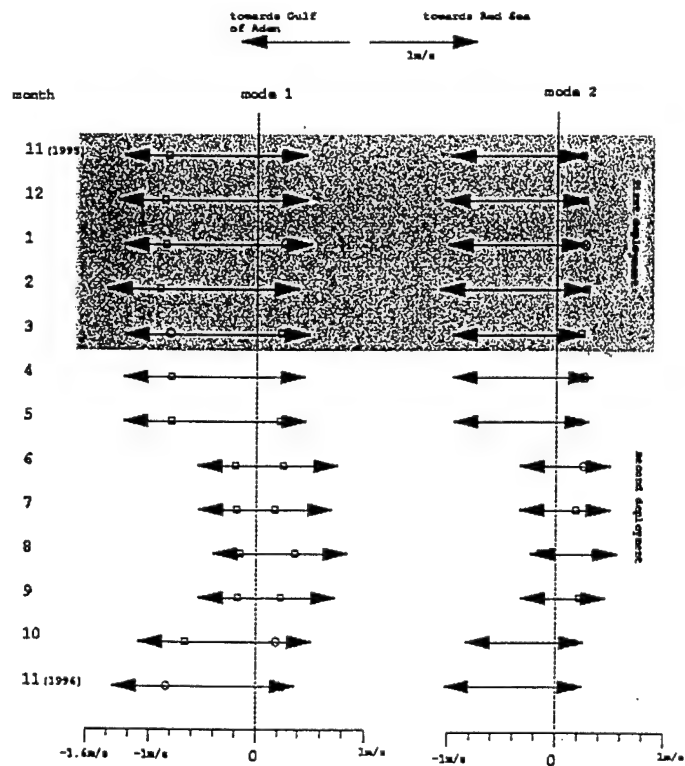 towards Gulf
of Aden
towards Red Sea
1m/s
month
mode 1
mode 2
11 (1995)
12
1
2
3
4
5
6
7
8
9
10
11 (1996)
first deployment
second deployment
-1.6m/s
-1m/s
0
1m/s
-1m/s
0
1m/s